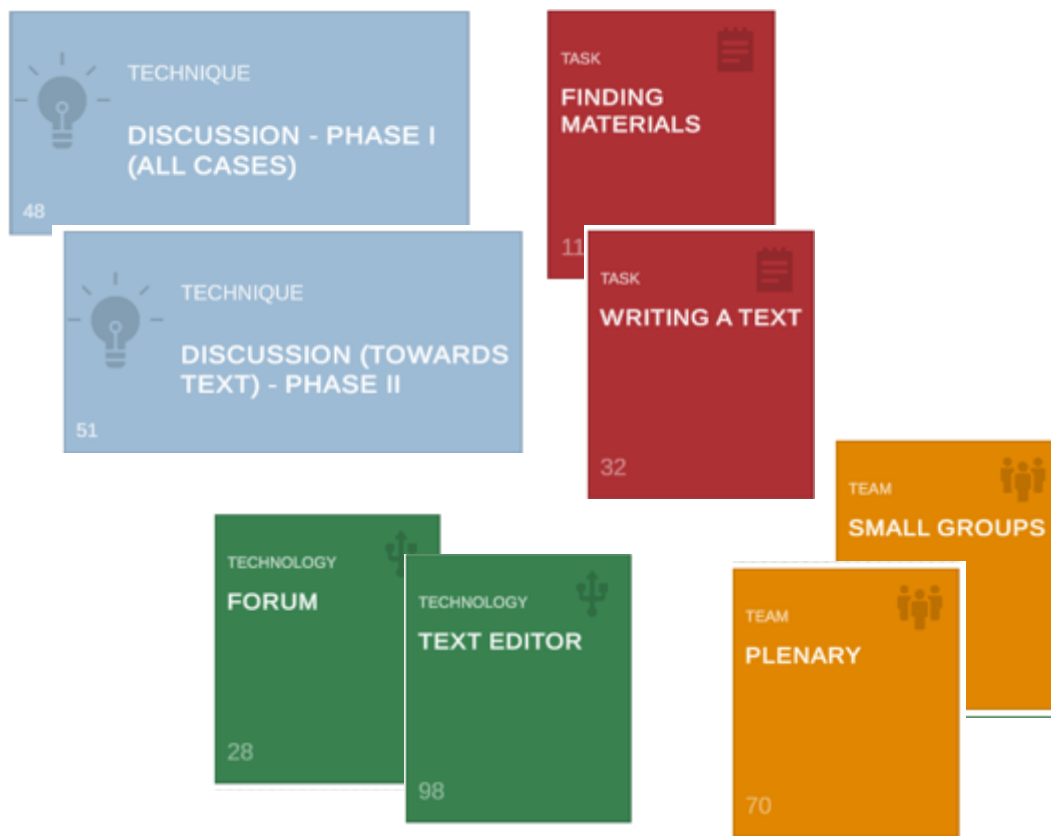 TECHNIQUE
DISCUSSION - PHASE I
(ALL CASES)
48
TECHNIQUE
DISCUSSION (TOWARDS
TEXT) - PHASE II
51
TASK
FINDING
MATERIALS
11
TASK
WRITING A TEXT
32
TECHNOLOGY
FORUM
28
TECHNOLOGY
TEXT EDITOR
98
TEAM
SMALL GROUPS
TEAM
PLENARY
70